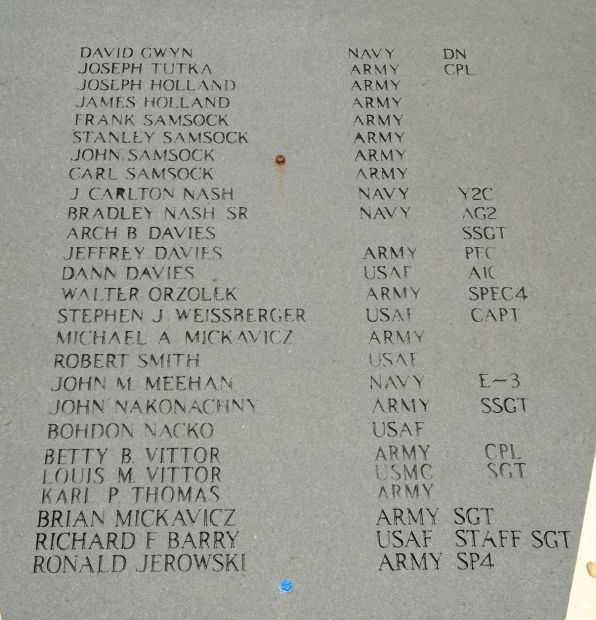 DAVID GWYN NAVY DN
JOSEPH TUTKA ARMY CPL
JOSEPH HOLLAND ARMY
JAMES HOLLAND ARMY
FRANK SAMSOCK ARMY
STANLEY SAMSOCK ARMY
JOHN SAMSOCK ARMY
CARL SAMSOCK ARMY
J CARLTON NASH NAVY Y2C
BRADLEY NASH SR NAVY AG2
ARCH B DAVIES SSGT
JEFFREY DAVIES ARMY PFC
DANN DAVIES USAF A1C
WALTER ORZOLEK ARMY SPEC4
STEPHEN J WEISSBERGER USAF CAPT
MICHAEL A MICKAVICZ ARMY
ROBERT SMITH USAF
JOHN M MEEHAN NAVY E-3
JOHN NAKONACHNY ARMY SSGT
BOHDON NACKO USAF
BETTY B VITTOR ARMY CPL
LOUIS M VITTOR USMC SGT
KARL P THOMAS ARMY
BRIAN MICKAVICZ ARMY SGT
RICHARD F BARRY USAF STAFF SGT
RONALD JEROWSKI ARMY SP4